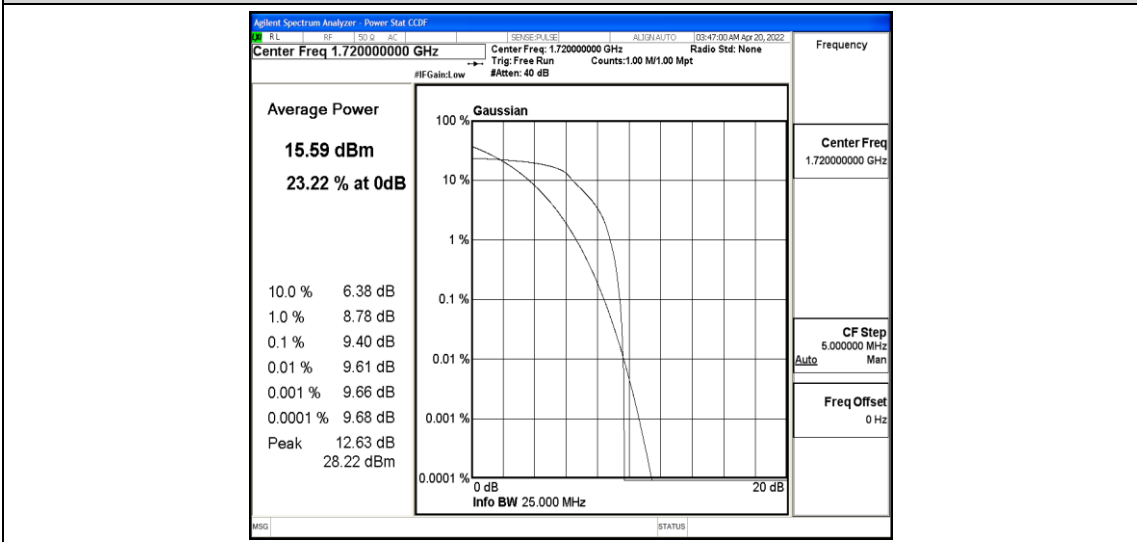 Agilent Spectrum Analyzer - Power Stat CCDF
LXI RL RF 50 Ω AC SENSE:PULSE ALIGNAUTO 03:47:00 AM Apr 20, 2022
Center Freq 1.720000000 GHz
Center Freq: 1.720000000 GHz Radio Std: None
Trig: Free Run Counts:1.00 M/1.00 Mpt
#IFGain:Low #Atten: 40 dB
Frequency
Center Freq
1.720000000 GHz
CF Step
5.000000 MHz
Auto Man
Freq Offset
0 Hz
Average Power
15.59 dBm
23.22 % at 0dB
10.0 % 6.38 dB
1.0 % 8.78 dB
0.1 % 9.40 dB
0.01 % 9.61 dB
0.001 % 9.66 dB
0.0001 % 9.68 dB
Peak 12.63 dB
28.22 dBm
Gaussian
100 %
10 %
1 %
0.1 %
0.01 %
0.001 %
0.0001 %
0 dB 20 dB
Info BW 25.000 MHz
MSG STATUS